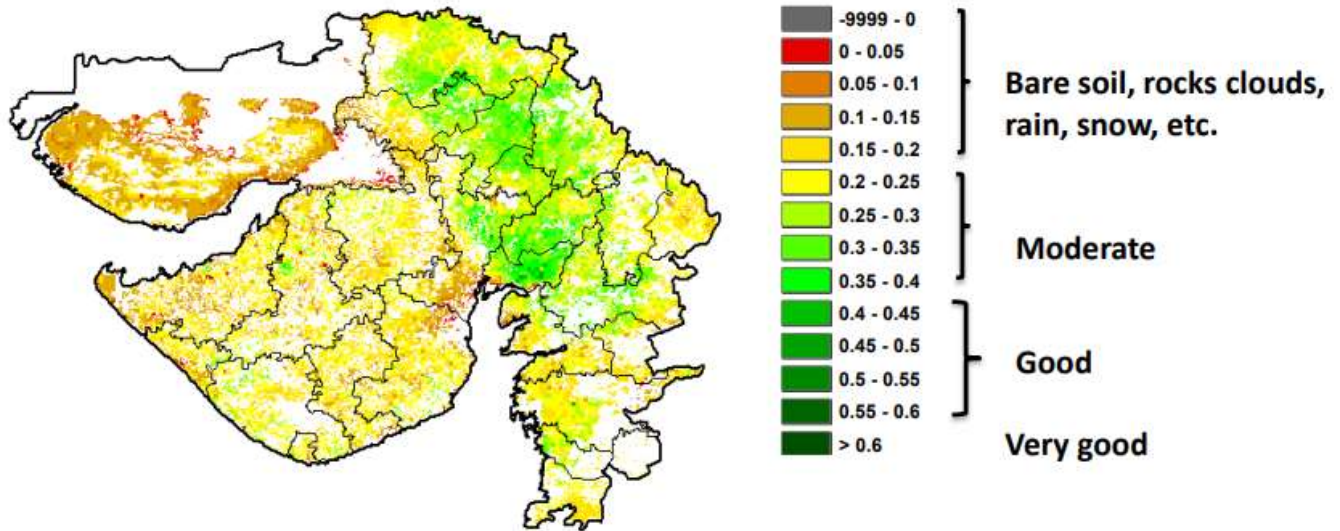 -9999 - 0
0 - 0.05
0.05 - 0.1
0.1 - 0.15
0.15 - 0.2
0.2 - 0.25
0.25 - 0.3
0.3 - 0.35
0.35 - 0.4
0.4 - 0.45
0.45 - 0.5
0.5 - 0.55
0.55 - 0.6
> 0.6
Bare soil, rocks clouds,
rain, snow, etc.
Moderate
Good
Very good